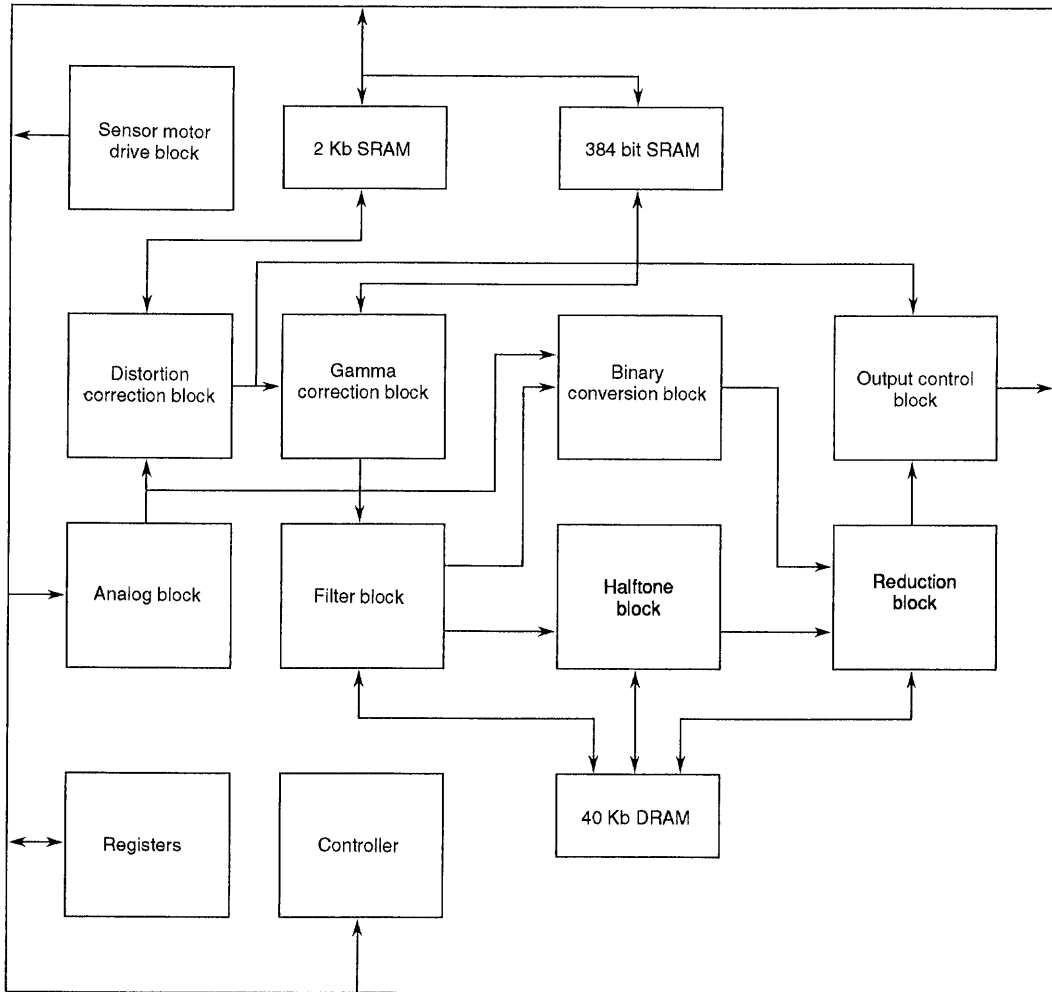 Sensor motor
drive block
2 Kb SRAM
384 bit SRAM
Distortion
correction block
Gamma
correction block
Binary
conversion block
Output control
block
Analog block
Filter block
Halftone
block
Reduction
block
Registers
Controller
40 Kb DRAM